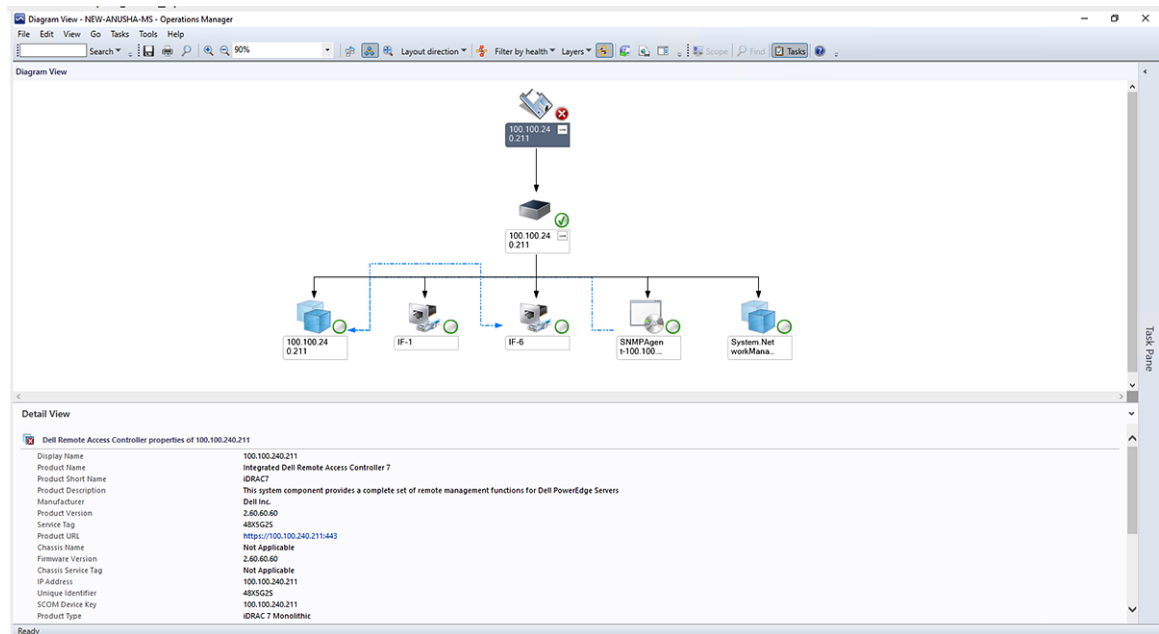 Diagram View - NEW-ANUSHA-MS - Operations Manager
File Edit View Go Tasks Tools Help
Search 90% Layout direction Filter by health Layers Scope Find Tasks
Diagram View
100.100.24
0.211
100.100.24
0.211
100.100.24
0.211
IF-1
IF-6
SNMPAgen
t-100.100...
System.Net
workMana...
Task Pane
Detail View
Dell Remote Access Controller properties of 100.100.240.211
Display Name 100.100.240.211
Product Name Integrated Dell Remote Access Controller 7
Product Short Name iDRAC7
Product Description This system component provides a complete set of remote management functions for Dell PowerEdge Servers
Manufacturer Dell Inc.
Product Version 2.60.60.60
Service Tag 48X5G2S
Product URL https://100.100.240.211:443
Chassis Name Not Applicable
Firmware Version 2.60.60.60
Chassis Service Tag Not Applicable
IP Address 100.100.240.211
Unique Identifier 48X5G2S
SCOM Device Key 100.100.240.211
Product Type iDRAC 7 Monolithic
Ready